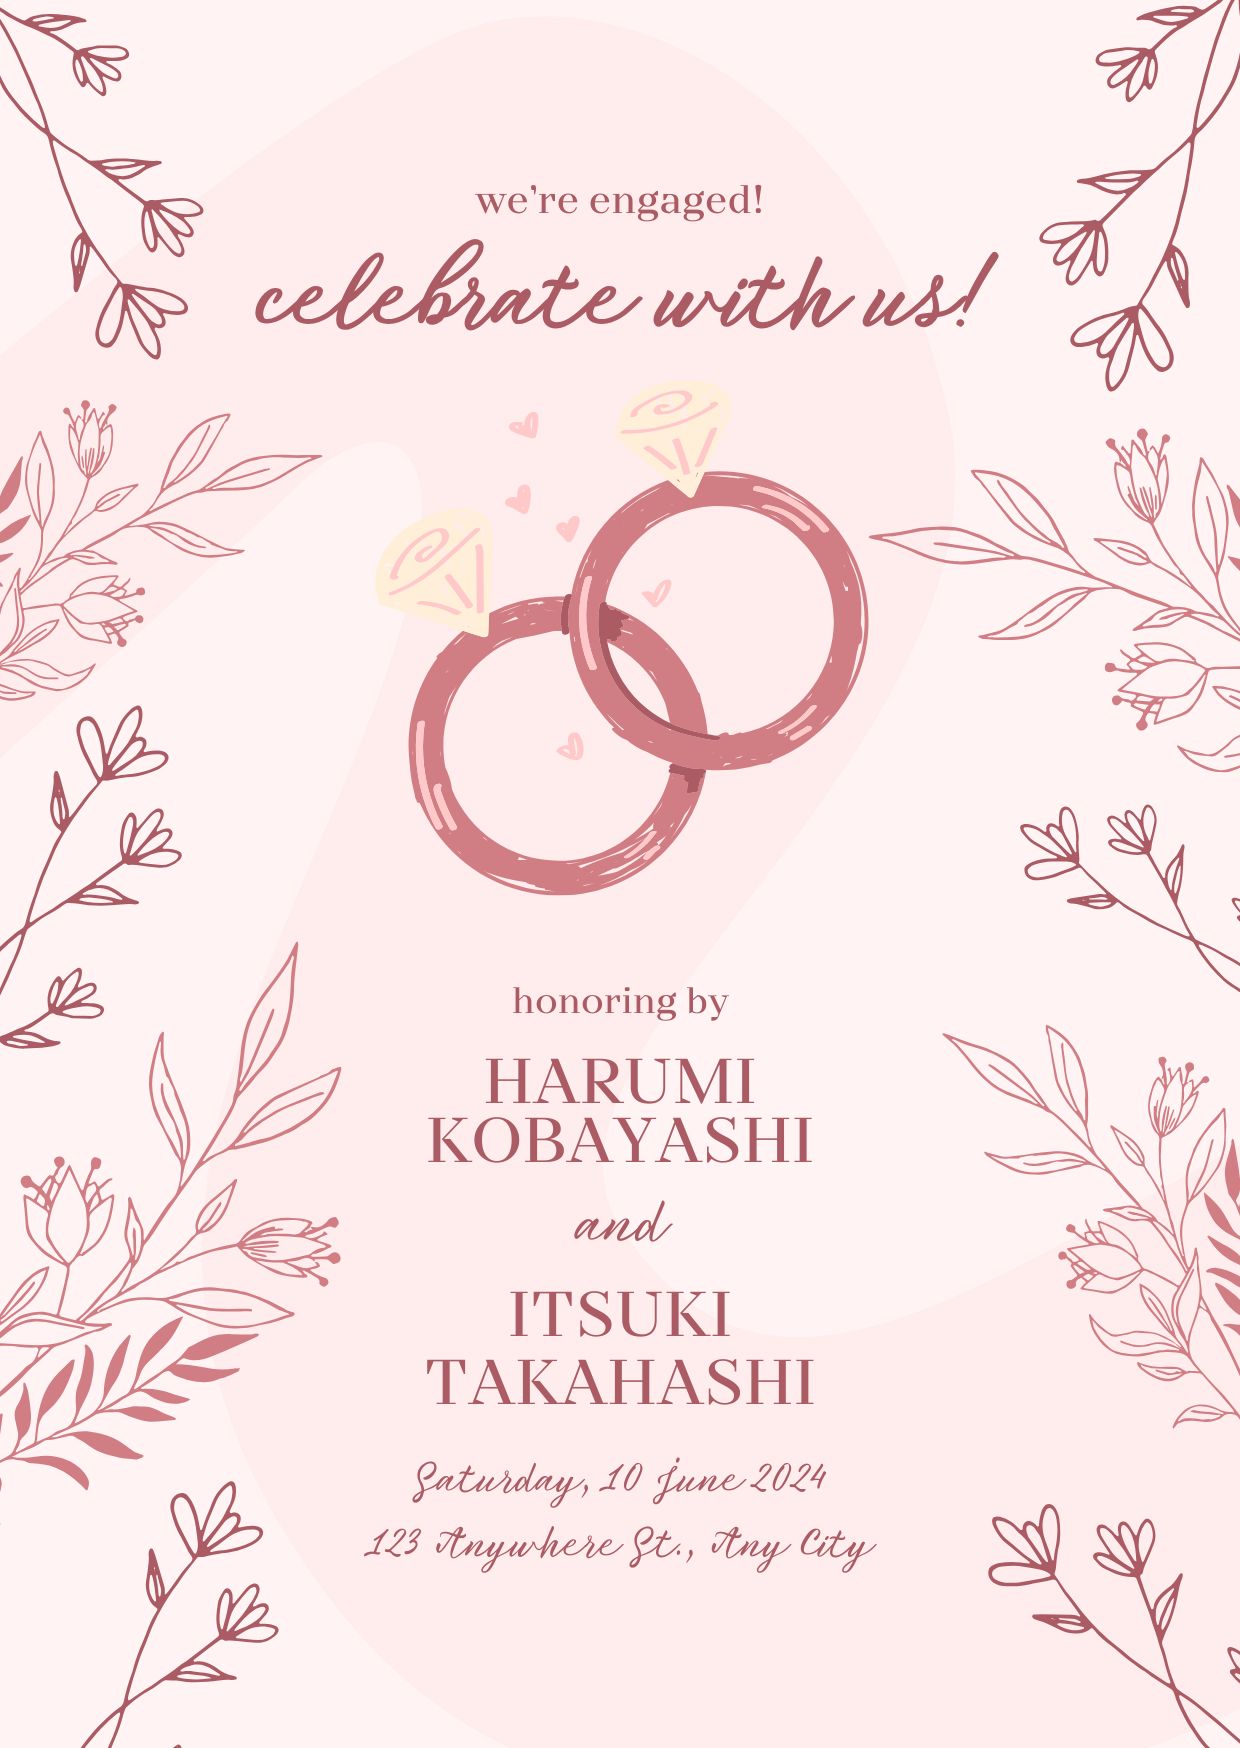 we're engaged!
celebrate with us!
honoring by
HARUMI
KOBAYASHI
and
ITSUKI
TAKAHASHI
Saturday, 10 June 2024
123 Anywhere St., Any City